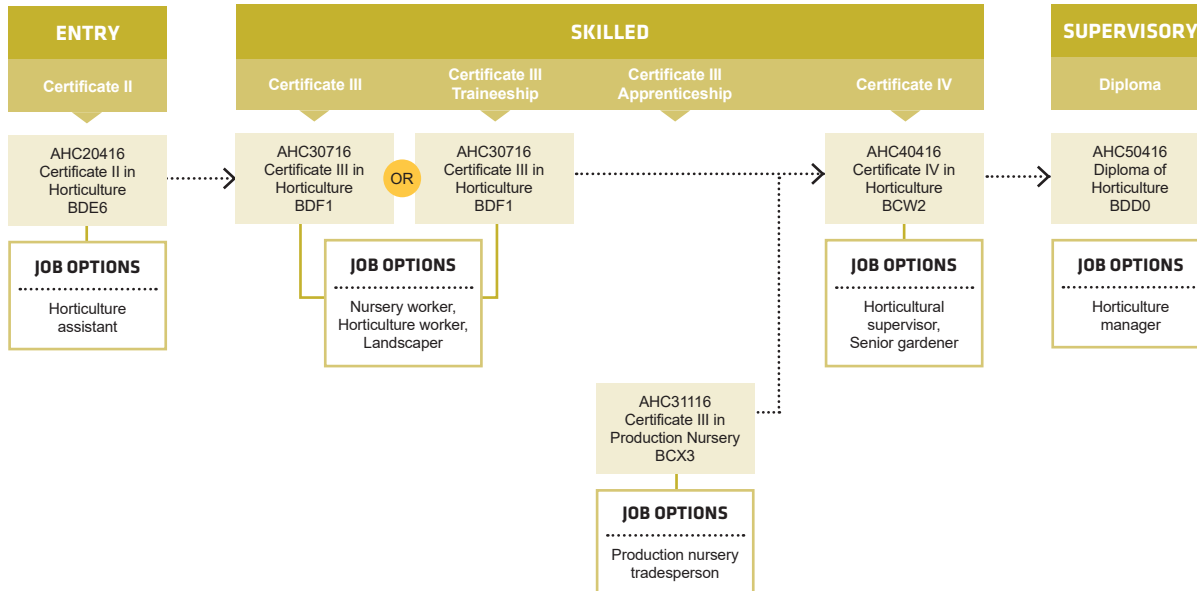 ENTRY
SKILLED
SUPERVISORY
Certificate II
Certificate III
Certificate III
Traineeship
Certificate III
Apprenticeship
Certificate IV
Diploma
AHC20416
Certificate II in
Horticulture
BDE6
AHC30716
Certificate III in
Horticulture
BDF1
OR
AHC30716
Certificate III in
Horticulture
BDF1
AHC40416
Certificate IV in
Horticulture
BCW2
AHC50416
Diploma of
Horticulture
BDD0
JOB OPTIONS
Horticulture
assistant
JOB OPTIONS
Nursery worker,
Horticulture worker,
Landscaper
JOB OPTIONS
Horticultural
supervisor,
Senior gardener
JOB OPTIONS
Horticulture
manager
AHC31116
Certificate III in
Production Nursery
BCX3
JOB OPTIONS
Production nursery
tradesperson